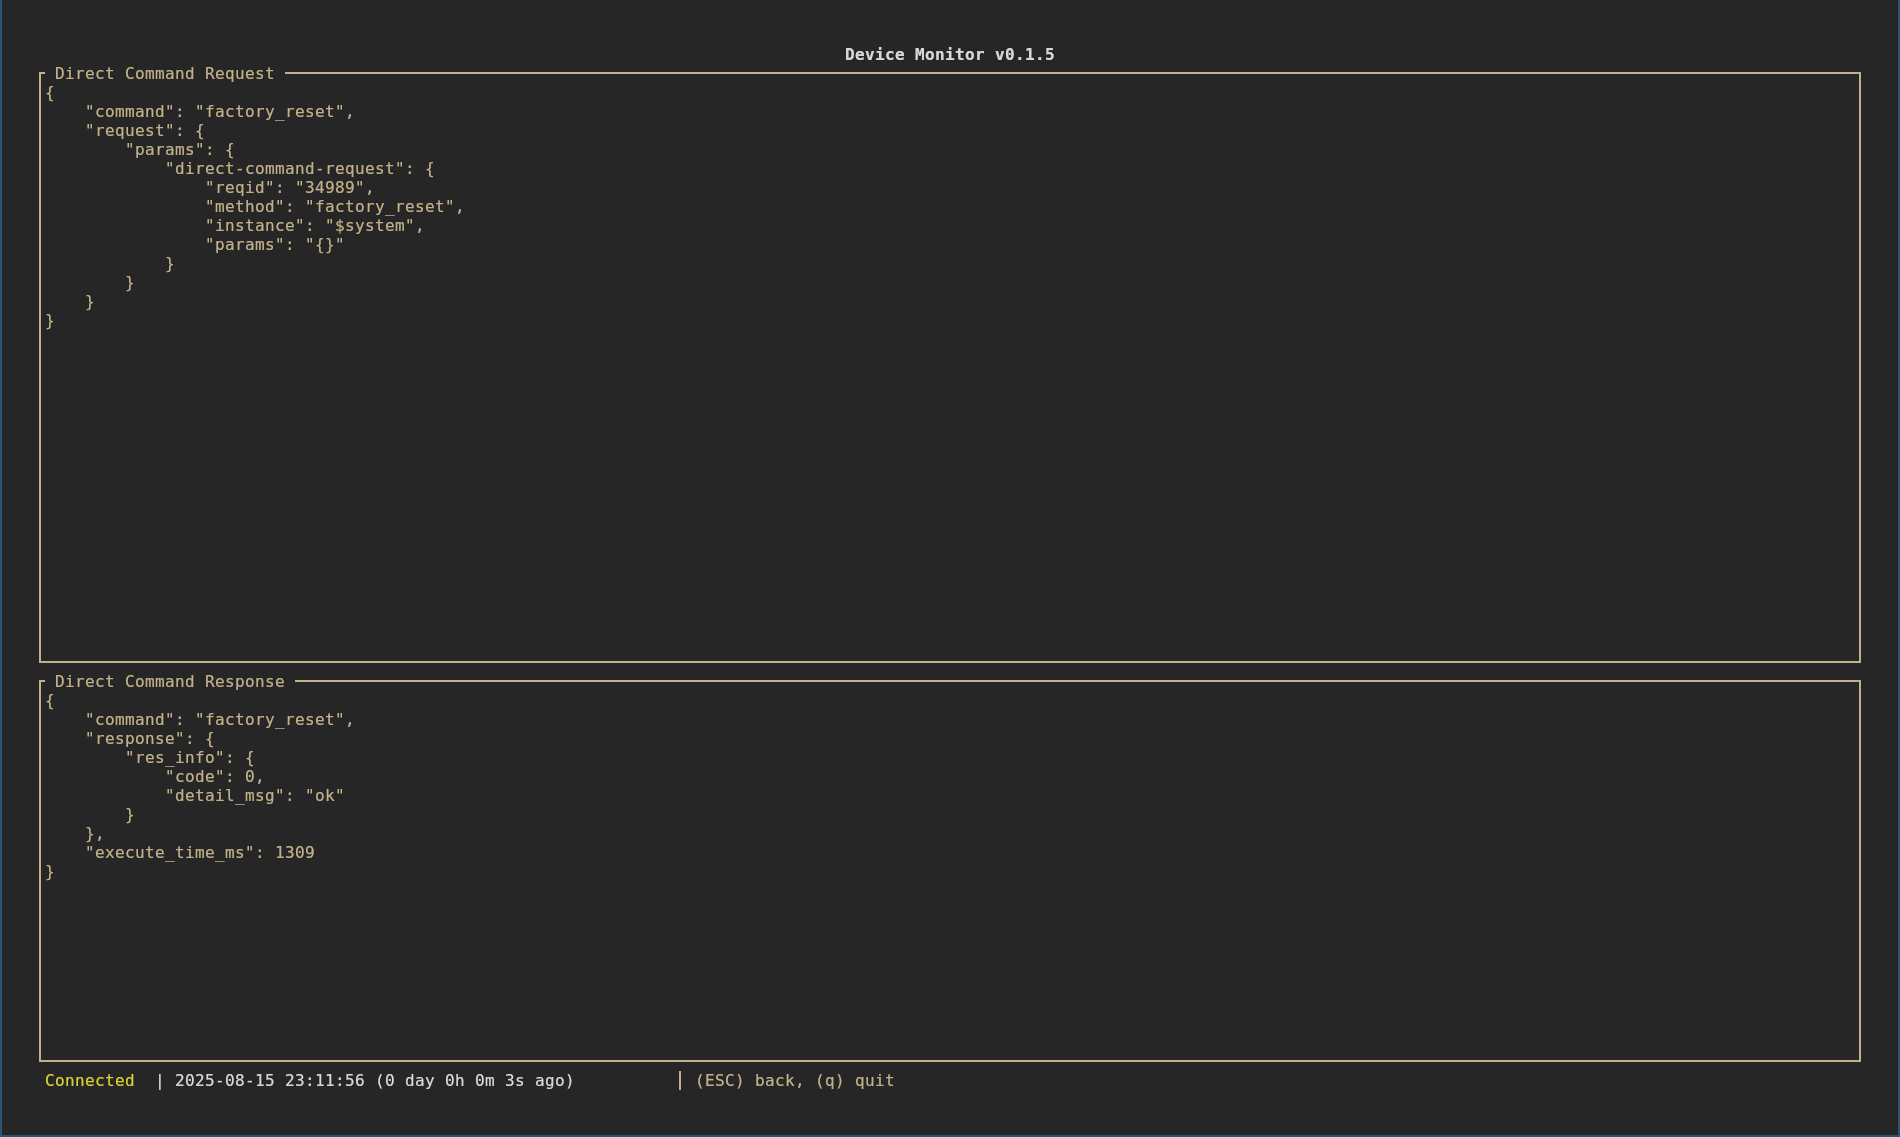 Device Monitor v0.1.5
Direct Command Request
{
    "command": "factory_reset",
    "request": {
        "params": {
            "direct-command-request": {
                "reqid": "34989",
                "method": "factory_reset",
                "instance": "$system",
                "params": "{}"
            }
        }
    }
}
Direct Command Response
{
    "command": "factory_reset",
    "response": {
        "res_info": {
            "code": 0,
            "detail_msg": "ok"
        }
    },
    "execute_time_ms": 1309
}
Connected  | 2025-08-15 23:11:56 (0 day 0h 0m 3s ago)          │ (ESC) back, (q) quit